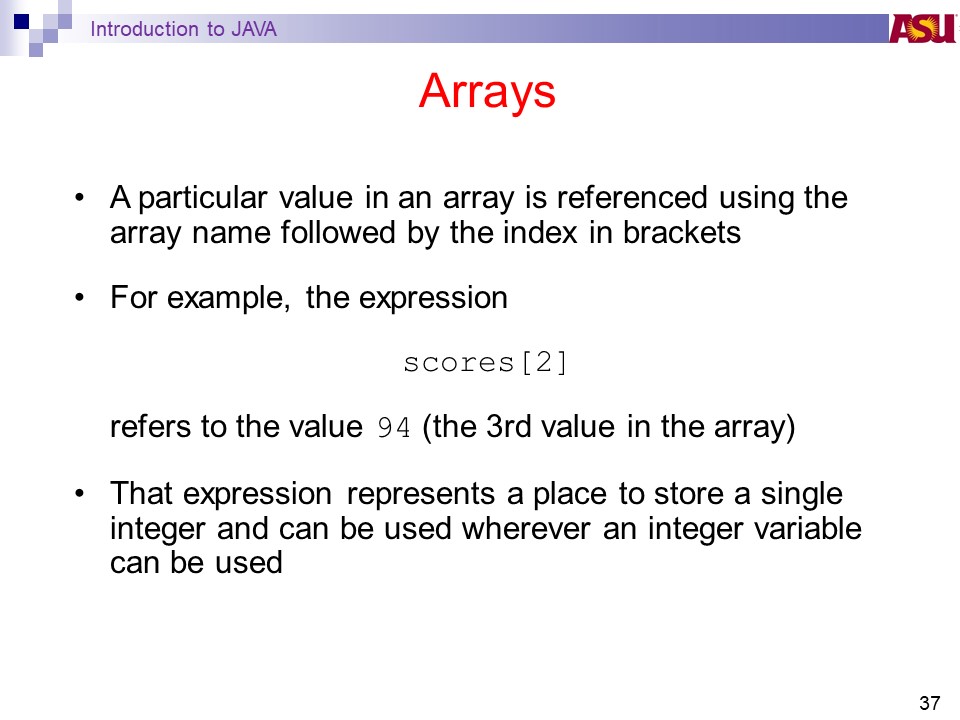 Introduction to JAVA
ASU
Arrays
• A particular value in an array is referenced using the
array name followed by the index in brackets
• For example, the expression
scores[2]
refers to the value 94 (the 3rd value in the array)
• That expression represents a place to store a single
integer and can be used wherever an integer variable
can be used
37